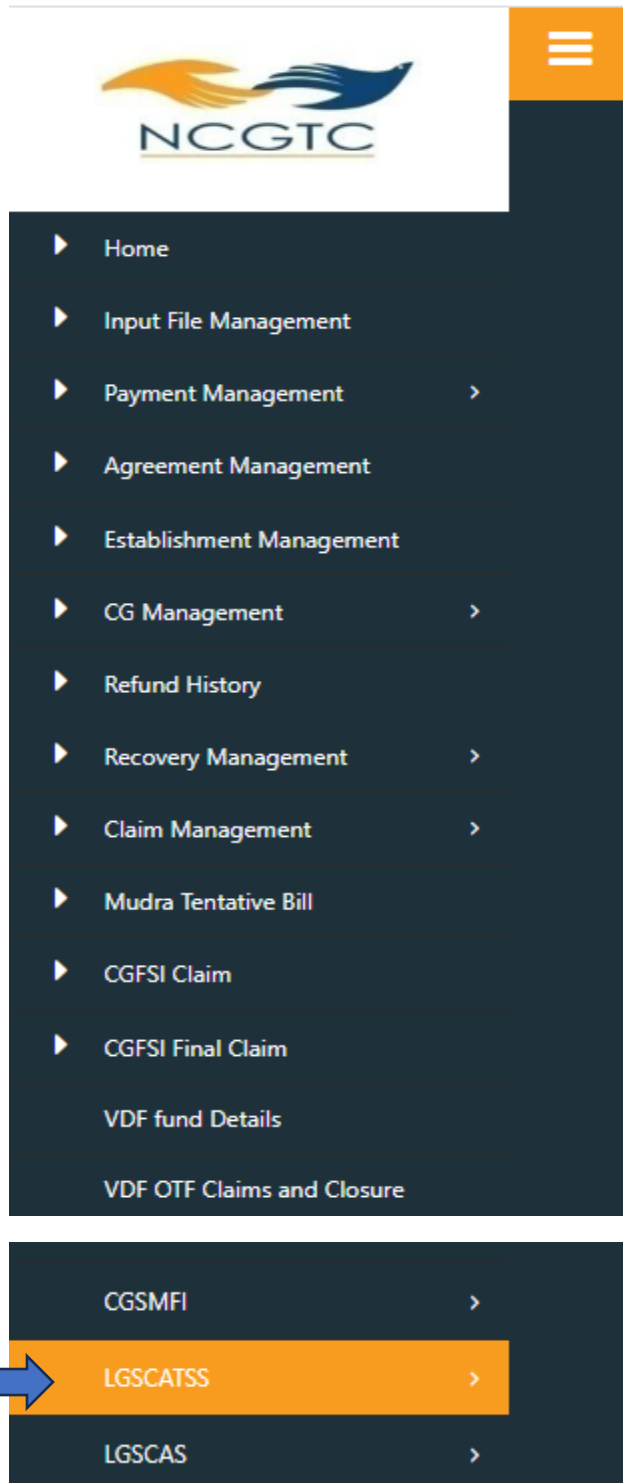 NCGTC
Home
Input File Management
Payment Management
Agreement Management
Establishment Management
CG Management
Refund History
Recovery Management
Claim Management
Mudra Tentative Bill
CGFSI Claim
CGFSI Final Claim
VDF fund Details
VDF OTF Claims and Closure
CGSMFI
LGSCATSS
LGSCAS